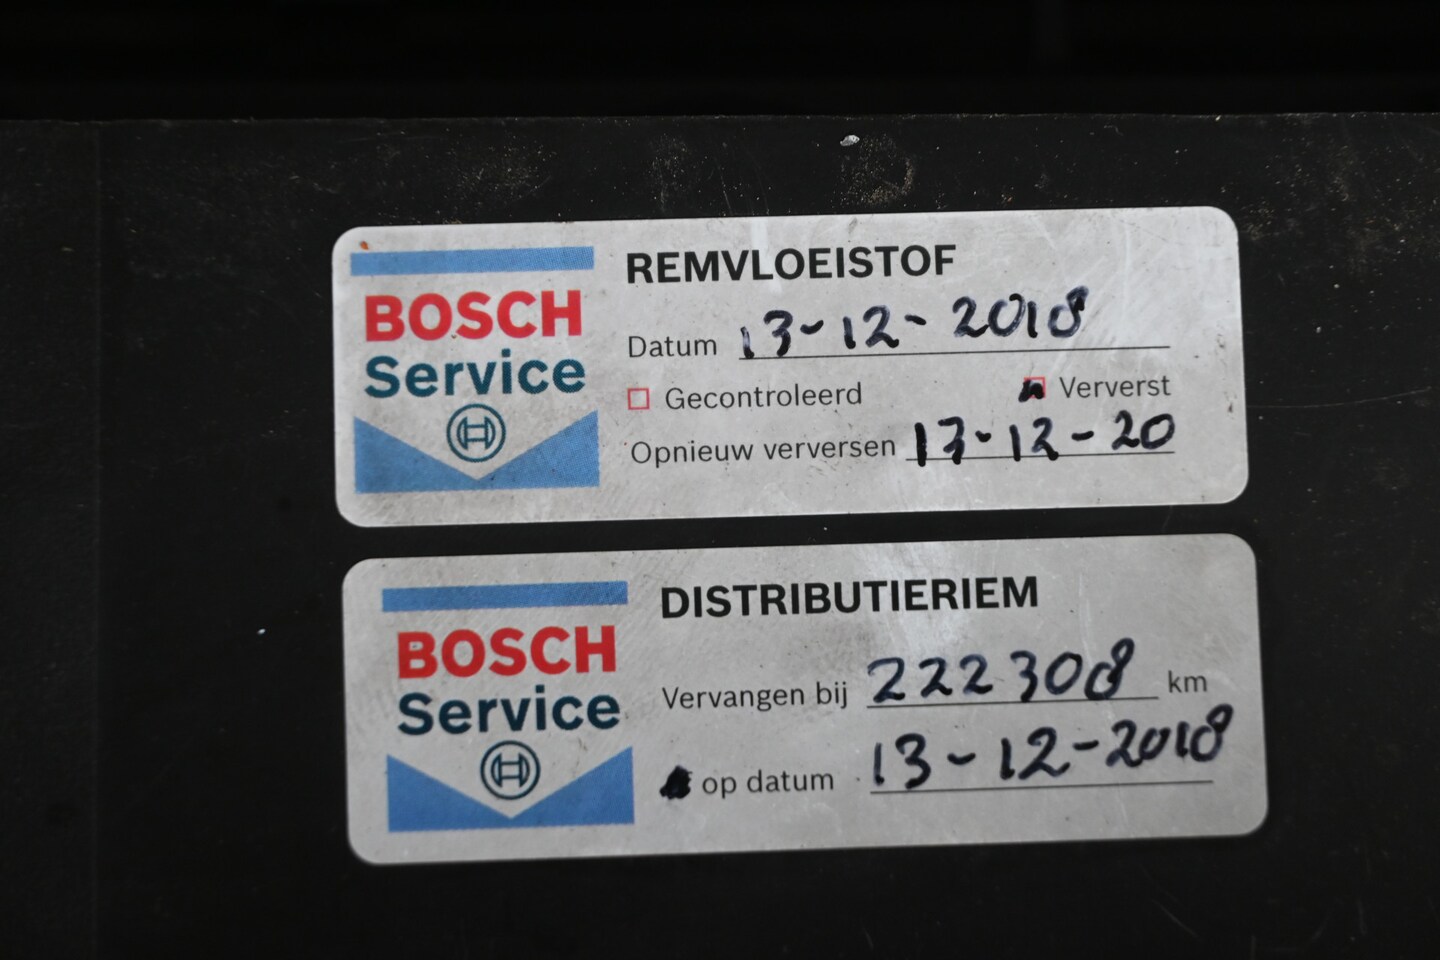 BOSCH
Service
REMVLOEISTOF
Datum 13-12-2018
Gecontroleerd Ververst
Opnieuw verversen 13-12-20
BOSCH
Service
DISTRIBUTIERIEM
Vervangen bij 222308 km
op datum 13-12-2018